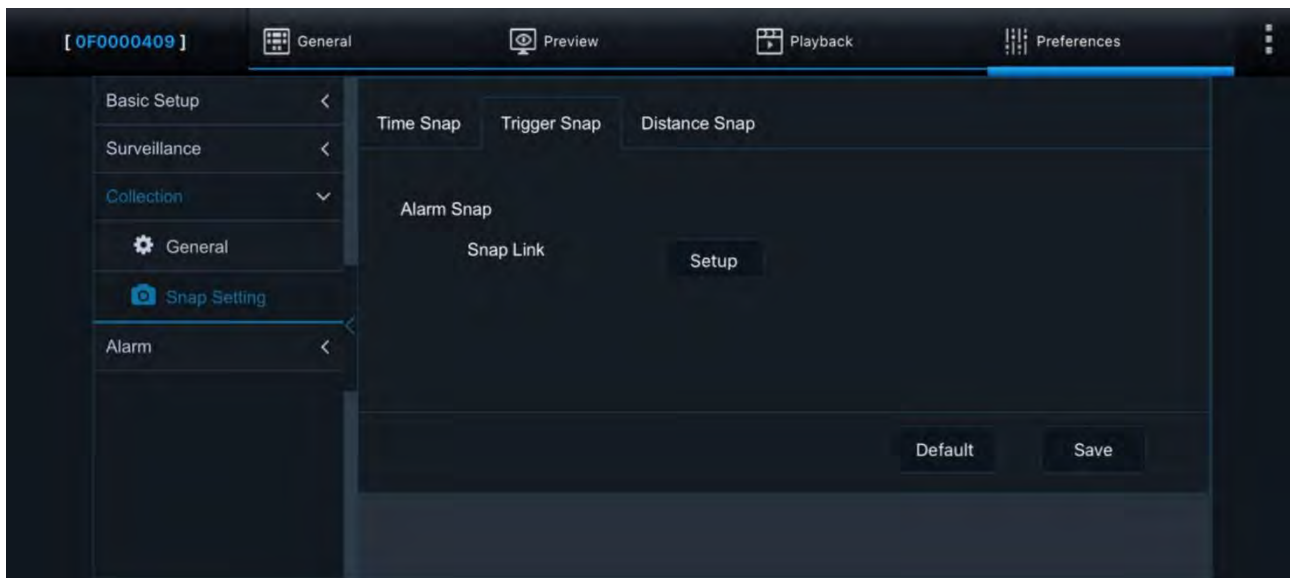 [ 0F0000409 ] General Preview Playback Preferences
Basic Setup
Surveillance
Collection
General
Snap Setting
Alarm
Time Snap Trigger Snap Distance Snap
Alarm Snap
Snap Link Setup
Default Save